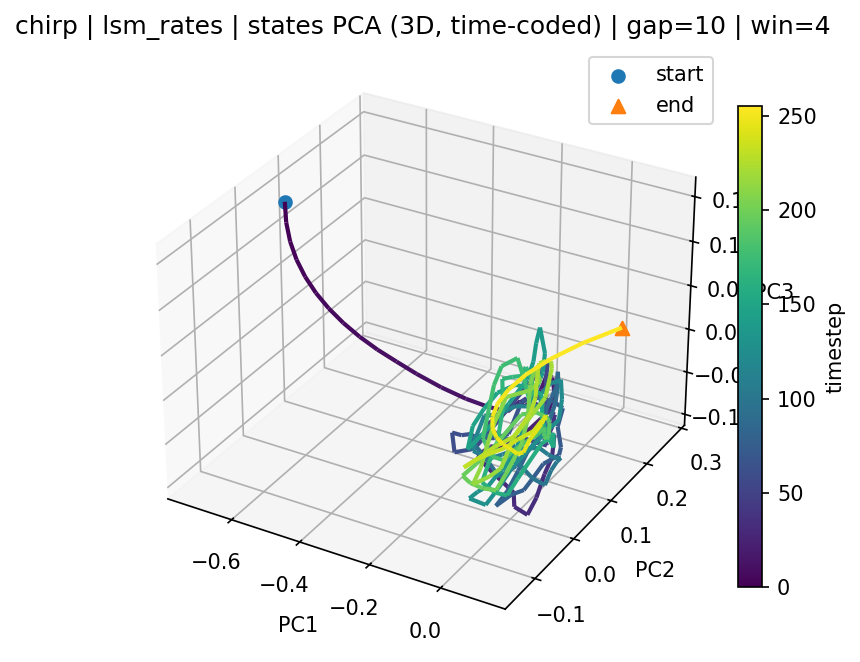 chirp | lsm_rates | states PCA (3D, time-coded) | gap=10 | win=4
start
end
250
200
150
100
50
0
timestep
PC3
0.3
0.2
0.1
0.0
−0.1
PC2
−0.6
−0.4
−0.2
0.0
PC1